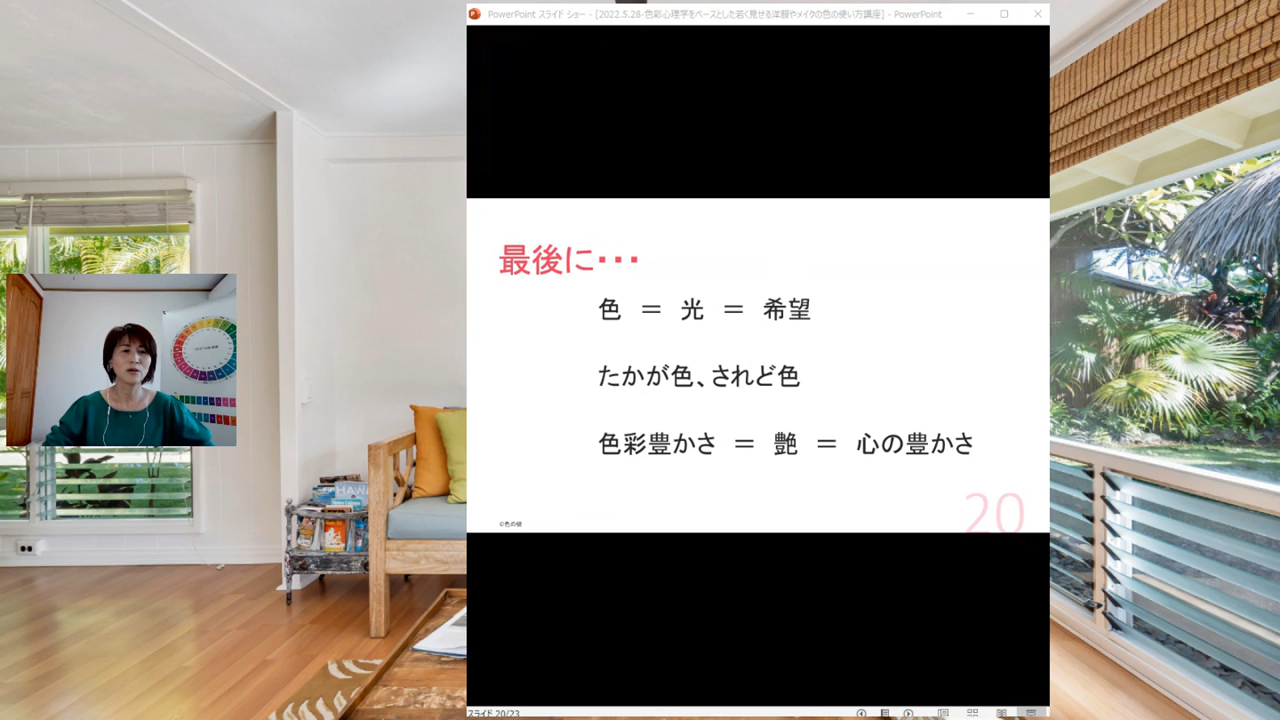 PowerPoint スライド ショー - [2022.5.28-色彩心理学をベースとした若く見せる洋服やメイクの色の使い方講座] - PowerPoint
最後に・・・
色 ＝ 光 ＝ 希望
たかが色、されど色
色彩豊かさ ＝ 艶 ＝ 心の豊かさ
20
スライド 20/23
HAWA